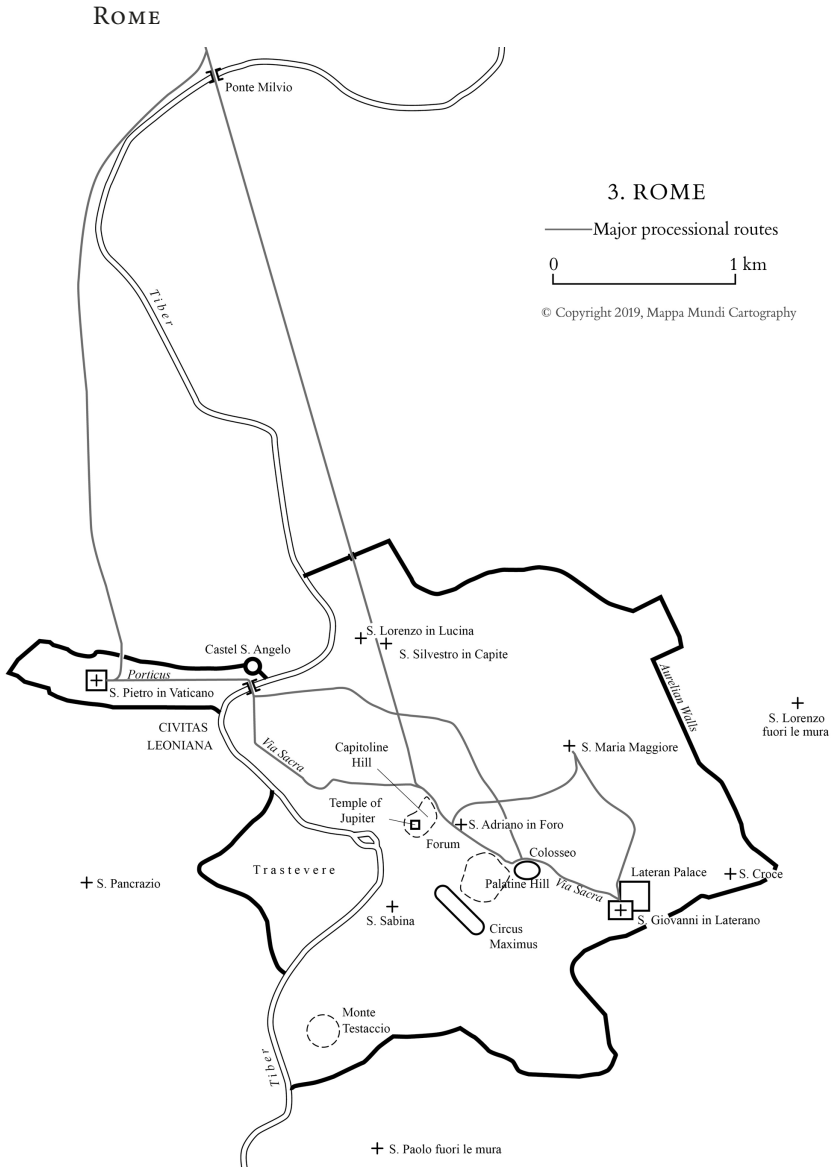 ROME
Ponte Milvio
3. ROME
Major processional routes
0 1 km
© Copyright 2019, Mappa Mundi Cartography
Tiber
S. Lorenzo in Lucina
Castel S. Angelo
S. Silvestro in Capite
Aurelian Walls
Porticus
S. Pietro in Vaticano
S. Lorenzo
fuori le mura
CIVITAS
LEONIANA
Via Sacra
Capitoline
Hill
S. Maria Maggiore
Temple of
Jupiter
S. Adriano in Foro
Forum
Colosseo
Trastevere
Lateran Palace
S. Croce
S. Pancrazio
Palatine Hill
Via Sacra
S. Sabina
S. Giovanni in Laterano
Circus
Maximus
Monte
Testaccio
Tiber
S. Paolo fuori le mura